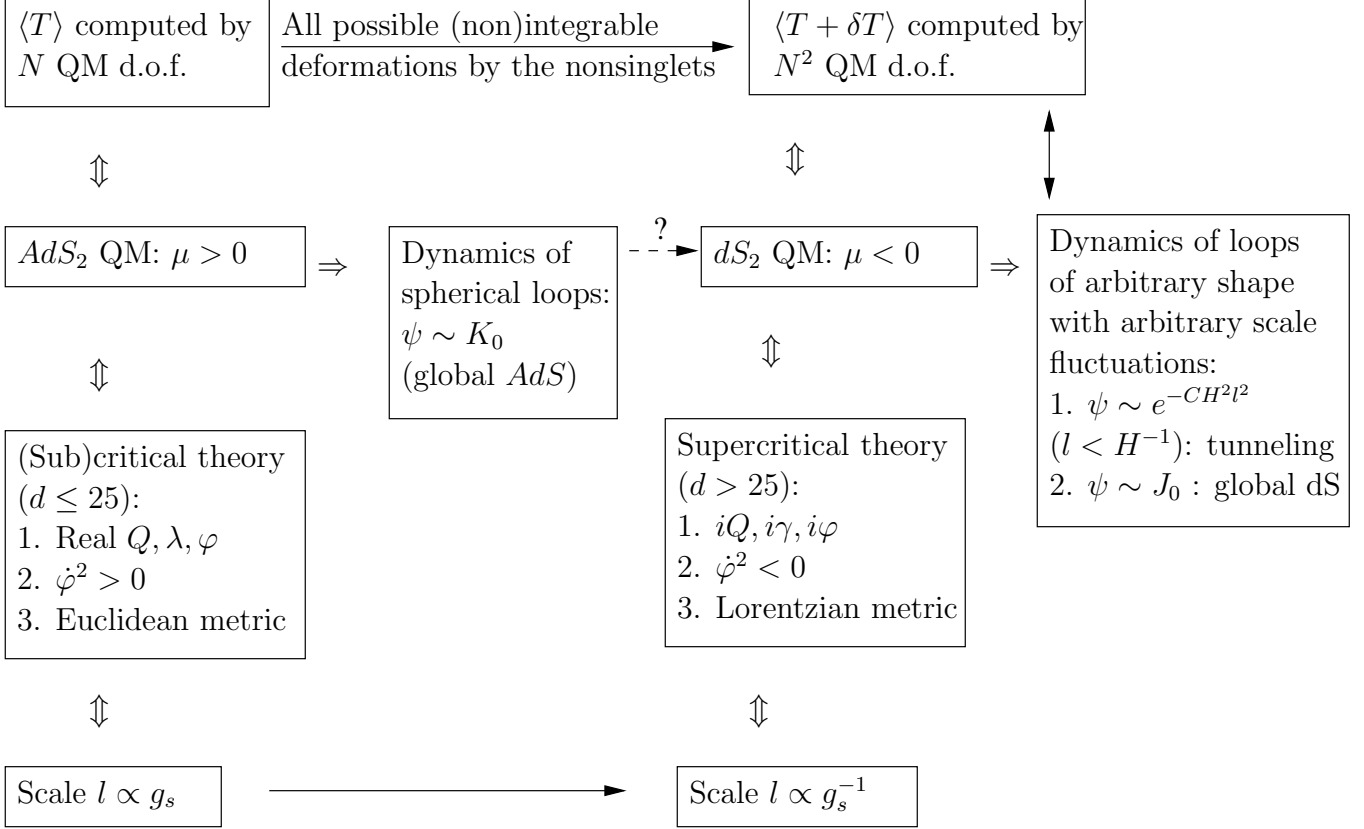 ⟨T⟩ computed by
N QM d.o.f.
All possible (non)integrable
deformations by the nonsinglets
⟨T + δT⟩ computed by
N² QM d.o.f.
⇕
⇕
AdS₂ QM: μ > 0
⇒
Dynamics of
spherical loops:
ψ ∼ K₀
(global AdS)
?
dS₂ QM: μ < 0
⇒
Dynamics of loops
of arbitrary shape
with arbitrary scale
fluctuations:
1. ψ ∼ e^{−CH²l²}
(l < H⁻¹): tunneling
2. ψ ∼ J₀ : global dS
⇕
⇕
(Sub)critical theory
(d ≤ 25):
1. Real Q, λ, φ
2. φ̇² > 0
3. Euclidean metric
Supercritical theory
(d > 25):
1. iQ, iγ, iφ
2. φ̇² < 0
3. Lorentzian metric
⇕
⇕
Scale l ∝ gₛ
Scale l ∝ gₛ⁻¹